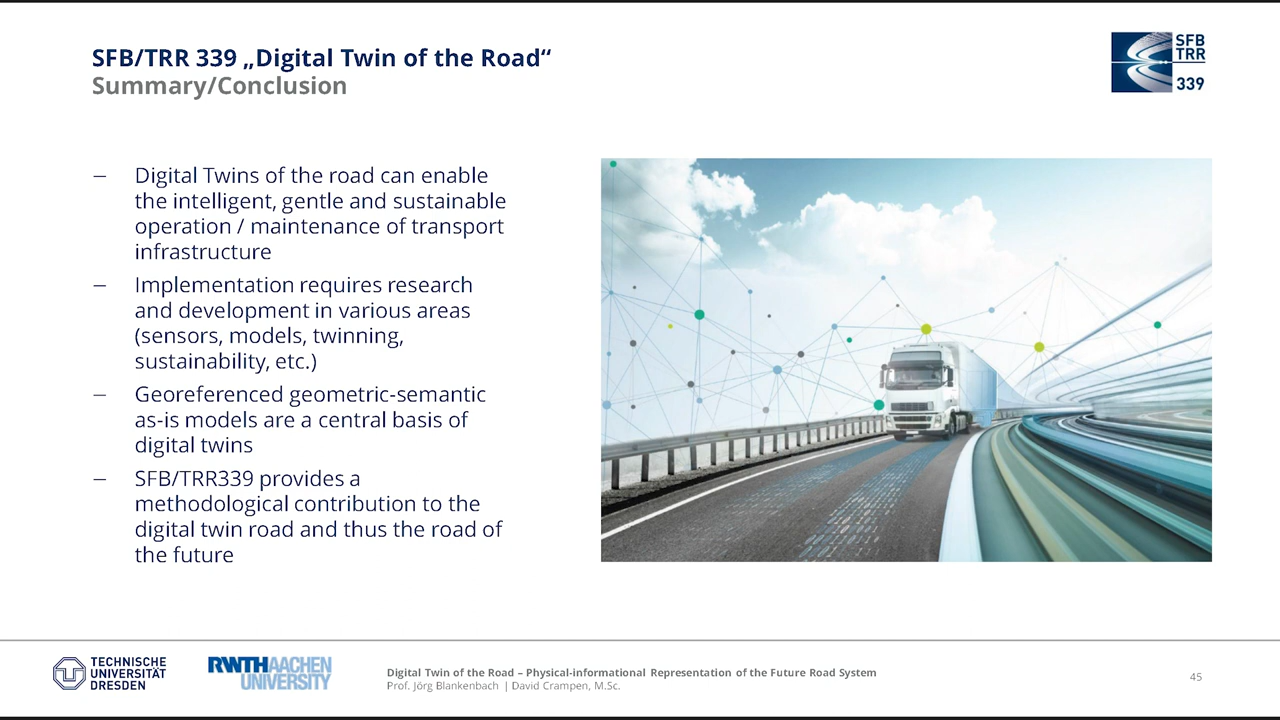 SFB/TRR 339 „Digital Twin of the Road“
Summary/Conclusion
SFB
TRR
339
– Digital Twins of the road can enable
the intelligent, gentle and sustainable
operation / maintenance of transport
infrastructure
– Implementation requires research
and development in various areas
(sensors, models, twinning,
sustainability, etc.)
– Georeferenced geometric-semantic
as-is models are a central basis of
digital twins
– SFB/TRR339 provides a
methodological contribution to the
digital twin road and thus the road of
the future
TECHNISCHE
UNIVERSITÄT
DRESDEN
RWTHAACHEN
UNIVERSITY
Digital Twin of the Road – Physical-informational Representation of the Future Road System
Prof. Jörg Blankenbach | David Crampen, M.Sc.
45